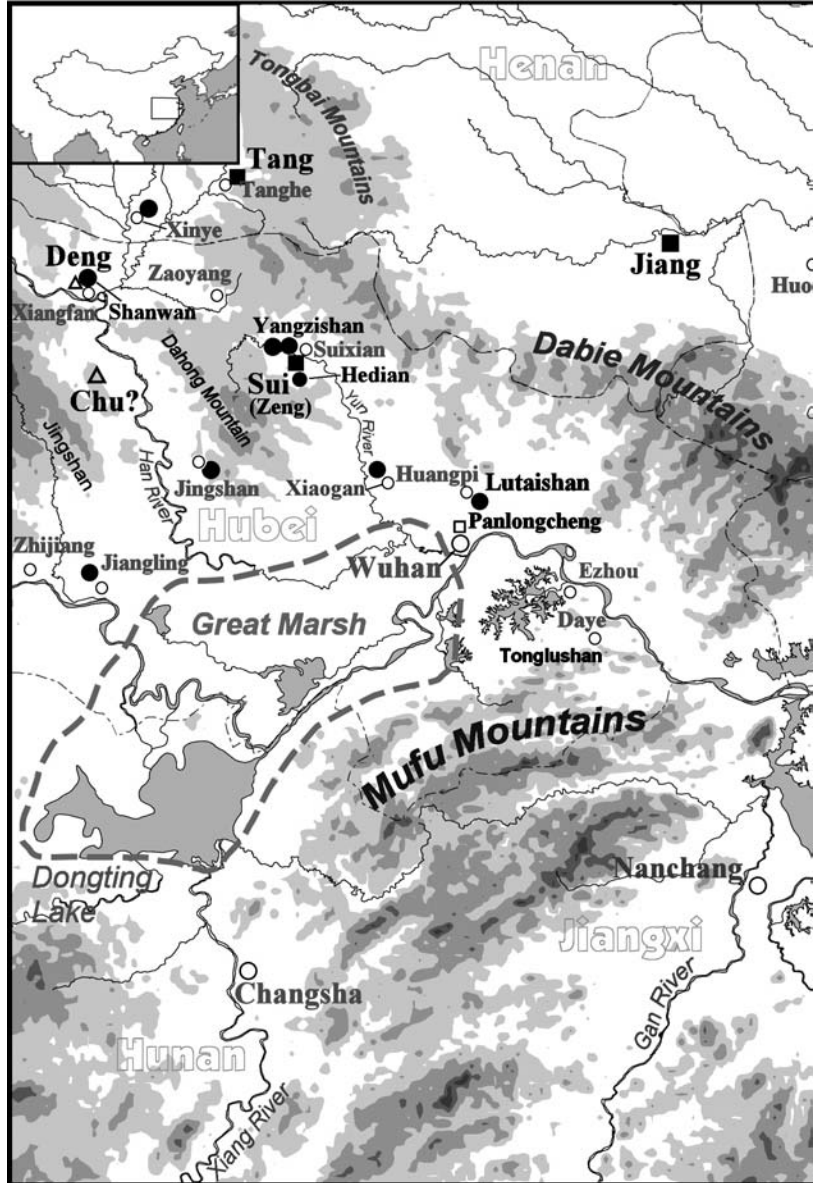 Henan
Tongbai Mountains
Tang
Tanghe
Xinye
Deng
Zaoyang
Jiang
Xiangfan
Shanwan
Yangzishan
Suixian
Dahong Mountain
Sui
Hedian
(Zeng)
Chu?
Dabie Mountains
Yun River
Jingshan
Han River
Jingshan
Xiaogan
Huangpi
Lutaishan
Hubei
Panlongcheng
Zhijiang
Jiangling
Wuhan
Ezhou
Great Marsh
Daye
Tonglushan
Mufu Mountains
Dongting
Lake
Nanchang
Jiangxi
Changsha
Gan River
Hunan
Xiang River